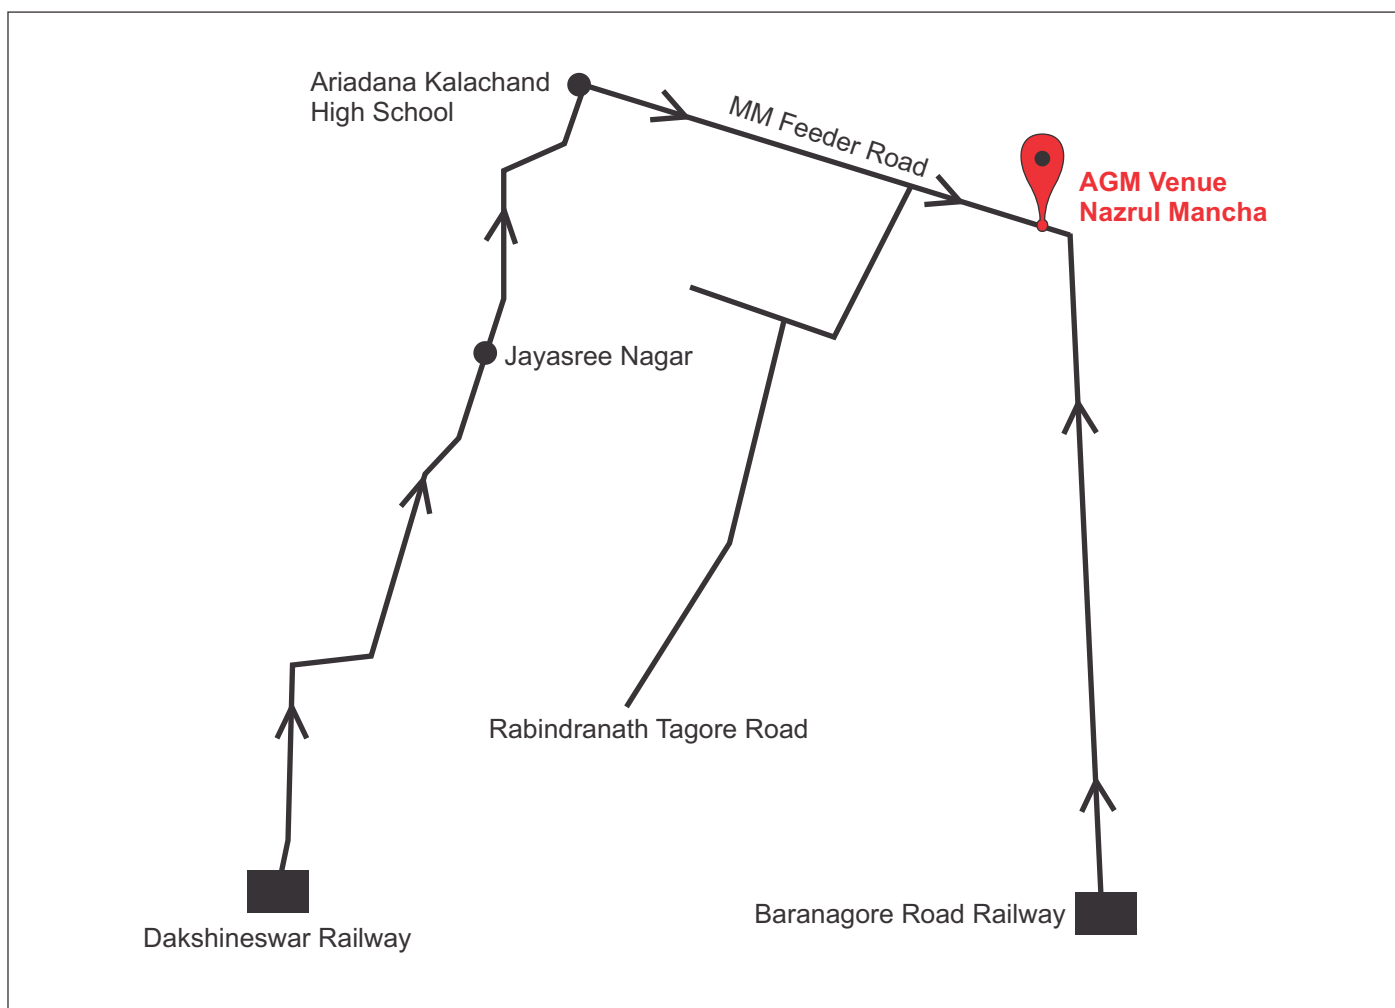 Ariadana Kalachand
High School
MM Feeder Road
AGM Venue
Nazrul Mancha
Jayasree Nagar
Rabindranath Tagore Road
Baranagore Road Railway
Dakshineswar Railway